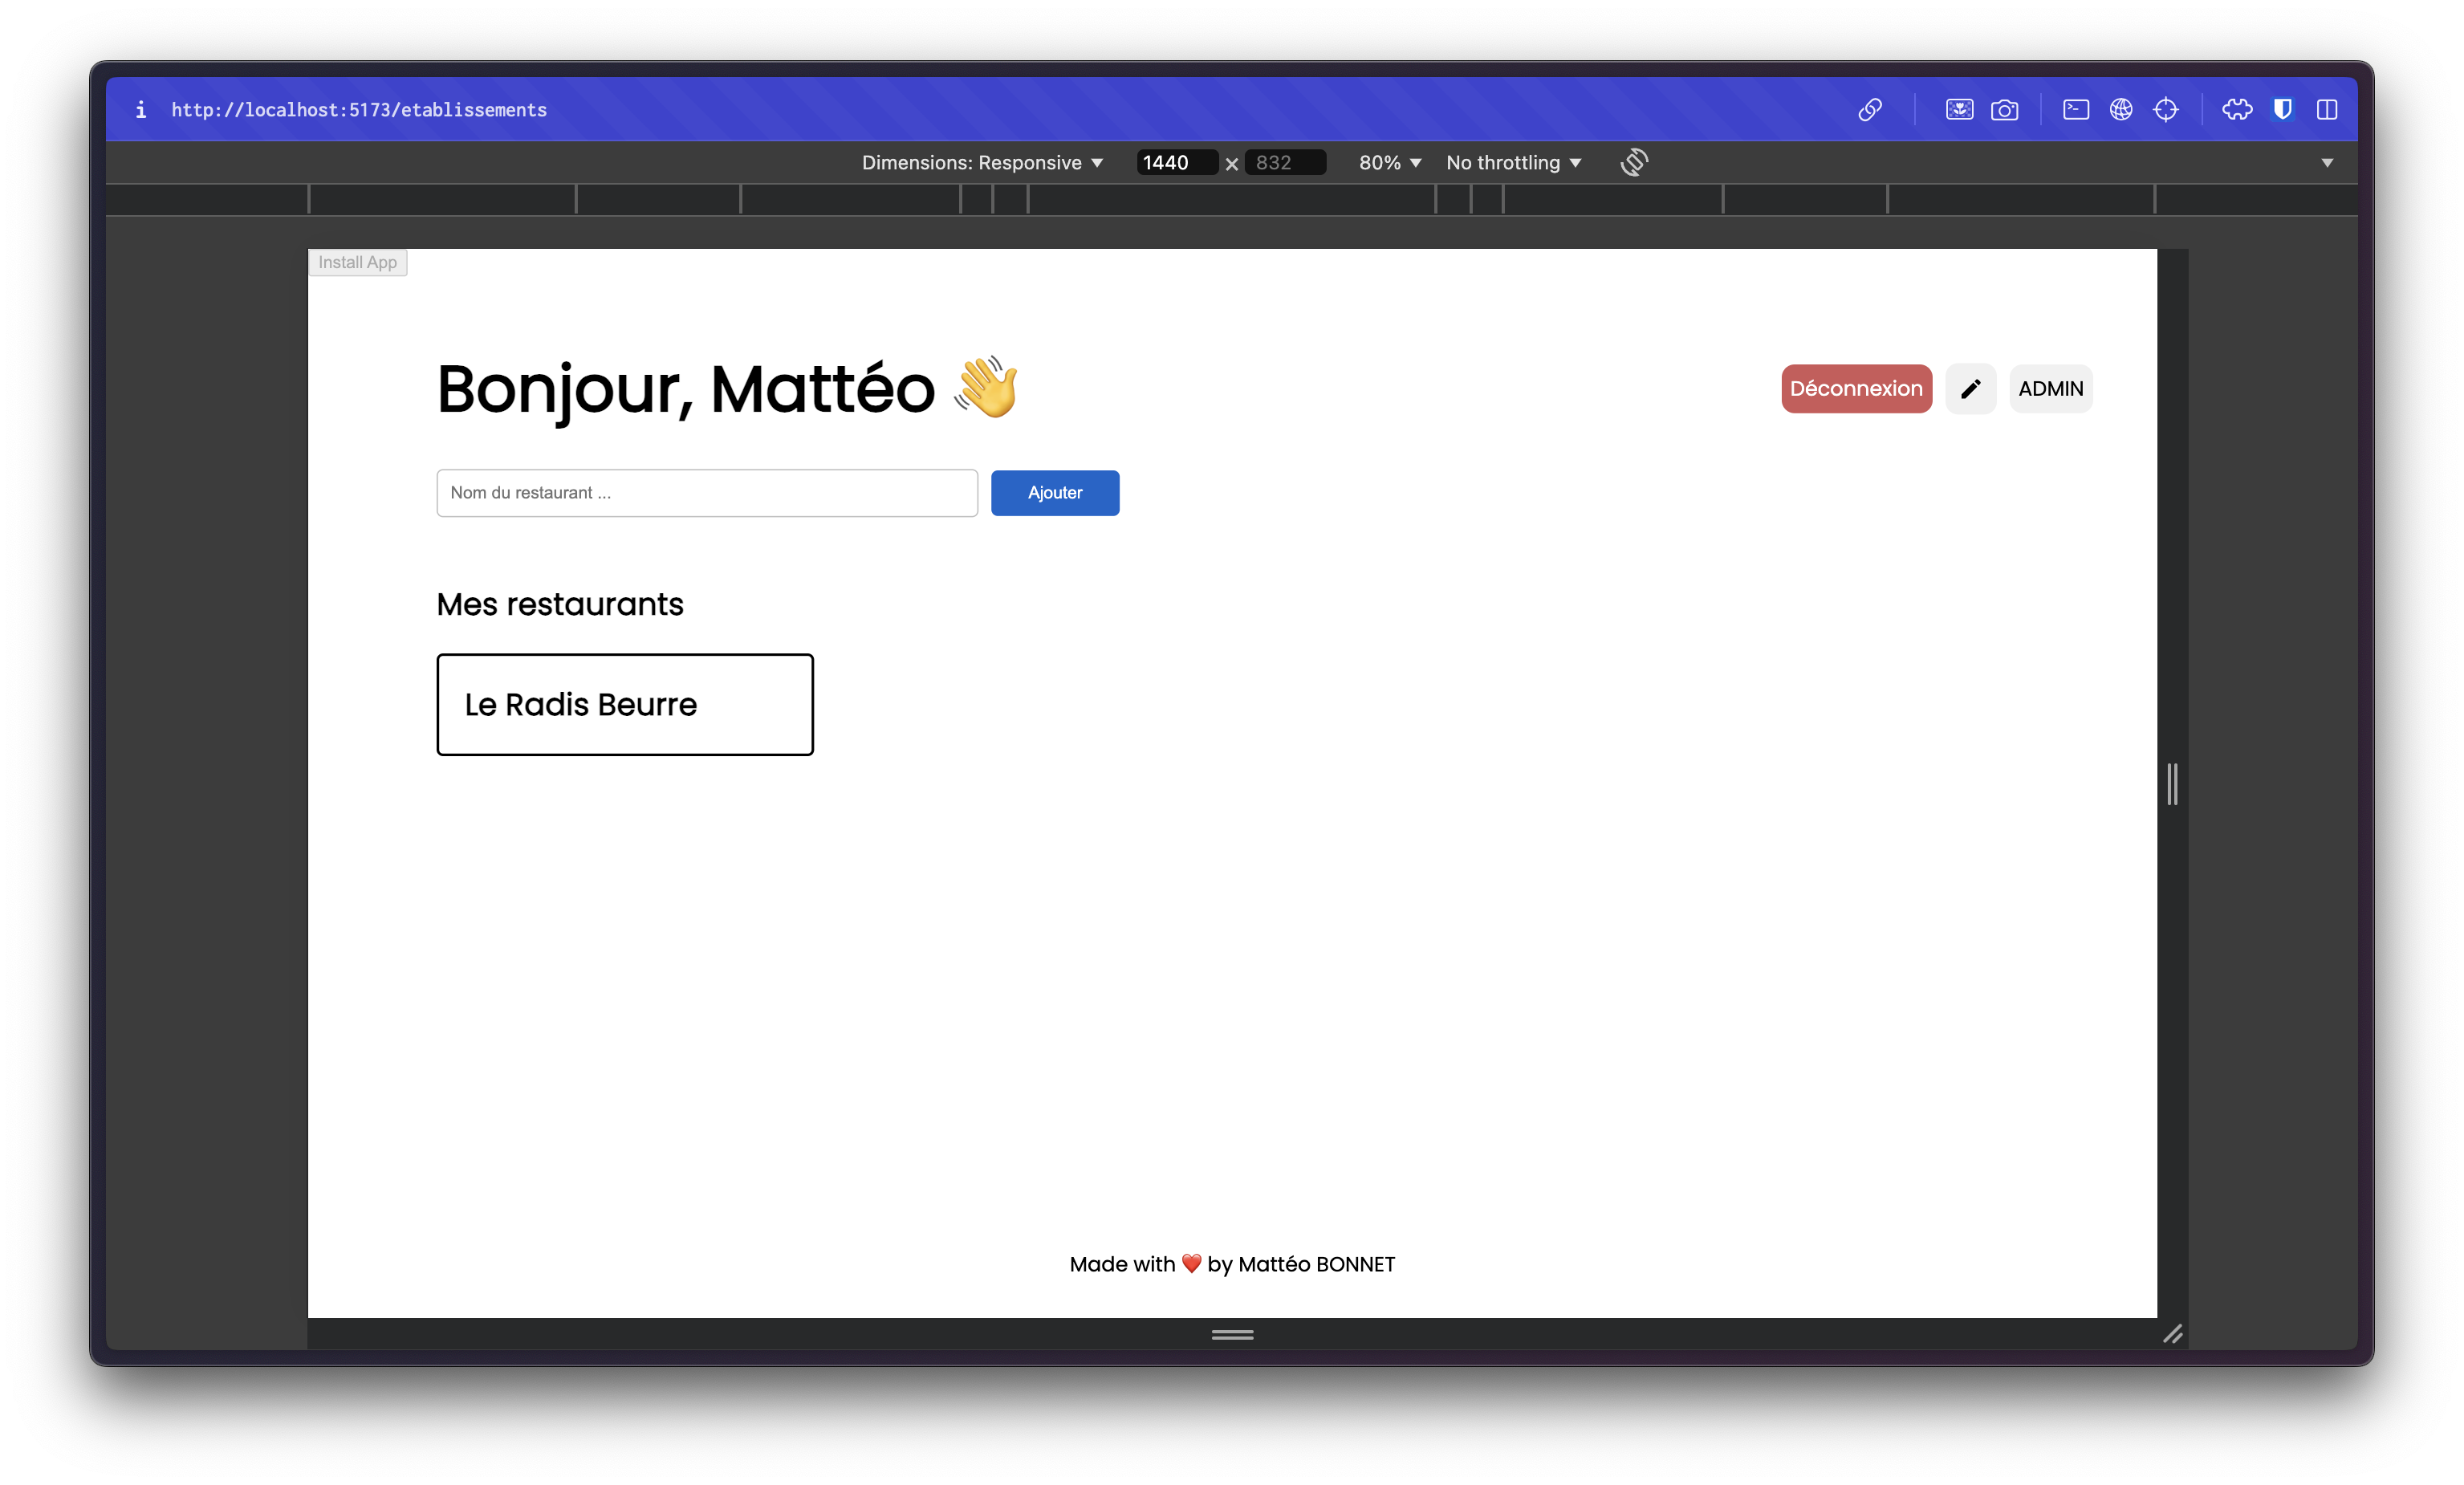 http://localhost:5173/etablissements
Dimensions: Responsive ▼ 1440 × 832 80% ▼ No throttling ▼
Install App
Bonjour, Mattéo 👋
Déconnexion ADMIN
Nom du restaurant ... Ajouter
Mes restaurants
Le Radis Beurre
Made with ❤️ by Mattéo BONNET